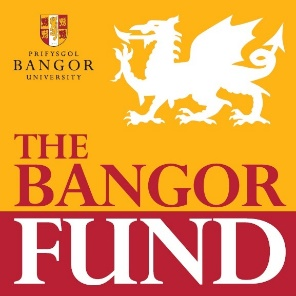 PRIFYSGOL
BANGOR
UNIVERSITY
THE
BANGOR
FUND